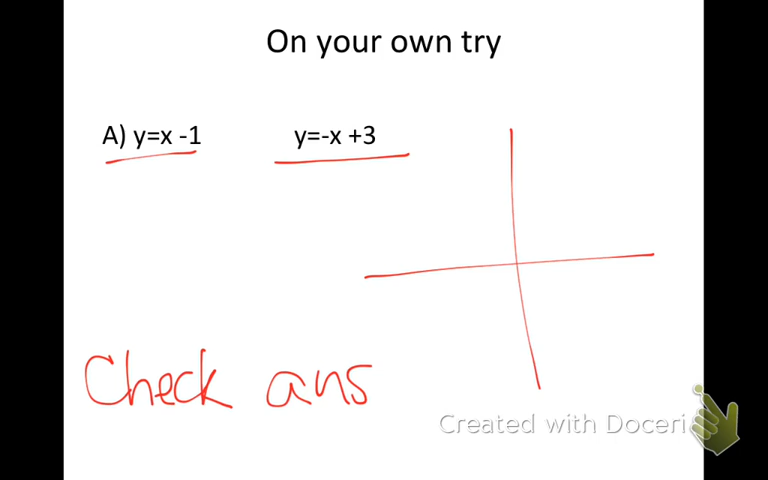 On your own try
A) y=x -1 y=-x +3
Check ans
Created with Doceri